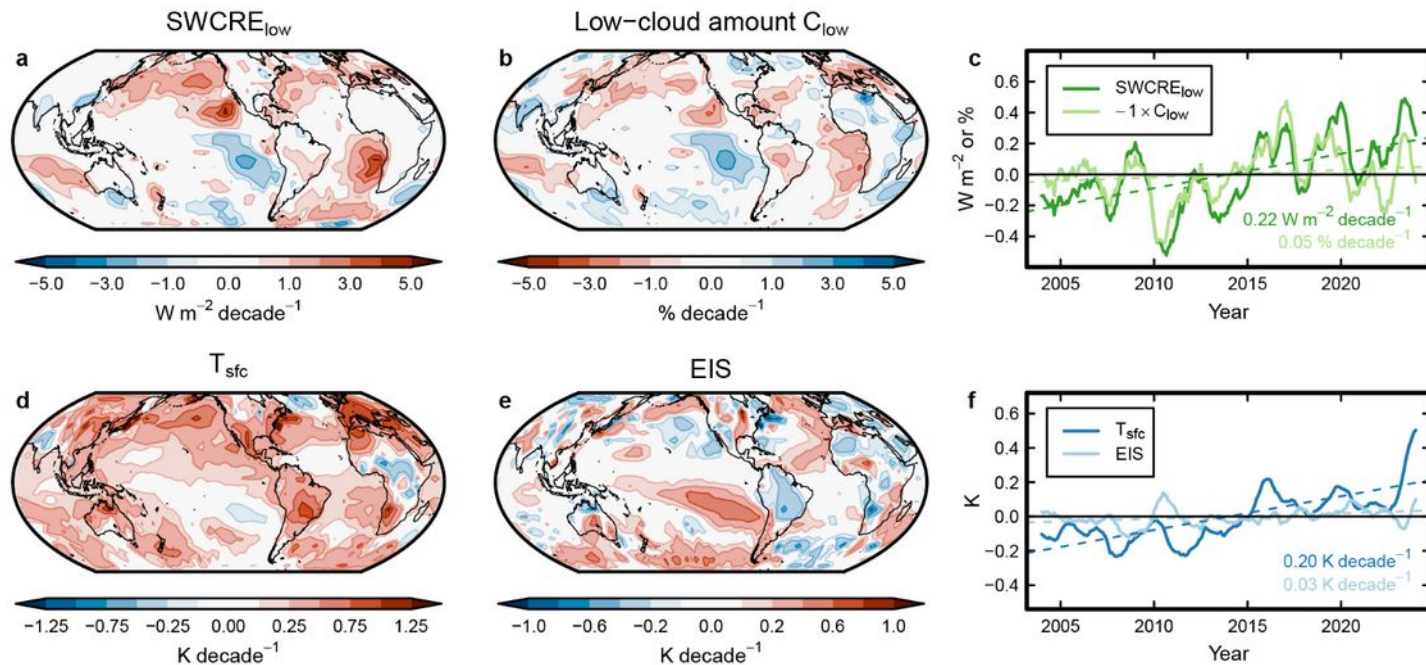 SWCRElow
a
−5.0 −3.0 −1.0 0.0 1.0 3.0 5.0
W m⁻² decade⁻¹
Low−cloud amount Clow
b
−5.0 −3.0 −1.0 0.0 1.0 3.0 5.0
% decade⁻¹
c
SWCRElow
−1 × Clow
W m⁻² or %
0.6
0.4
0.2
0.0
−0.2
−0.4
0.22 W m⁻² decade⁻¹
0.05 % decade⁻¹
2005 2010 2015 2020
Year
Tsfc
d
−1.25 −0.75 −0.25 0.00 0.25 0.75 1.25
K decade⁻¹
EIS
e
−1.0 −0.6 −0.2 0.0 0.2 0.6 1.0
K decade⁻¹
f
Tsfc
EIS
K
0.6
0.4
0.2
0.0
−0.2
−0.4
0.20 K decade⁻¹
0.03 K decade⁻¹
2005 2010 2015 2020
Year